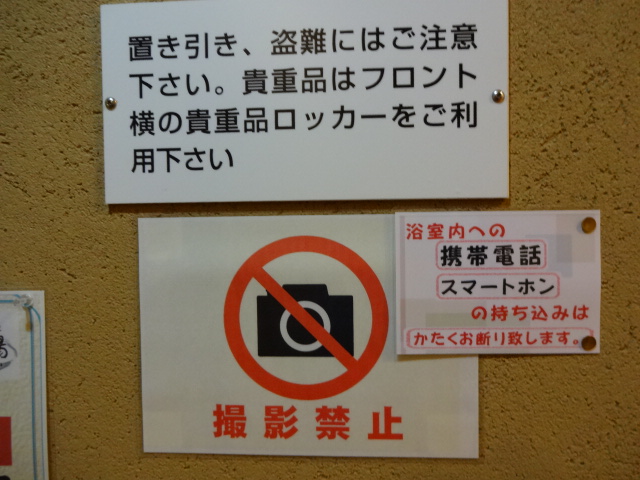 置き引き、盗難にはご注意
下さい。貴重品はフロント
横の貴重品ロッカーをご利
用下さい
浴室内への
携帯電話
スマートホン
の持ち込みは
かたくお断り致します。
撮影禁止
湯